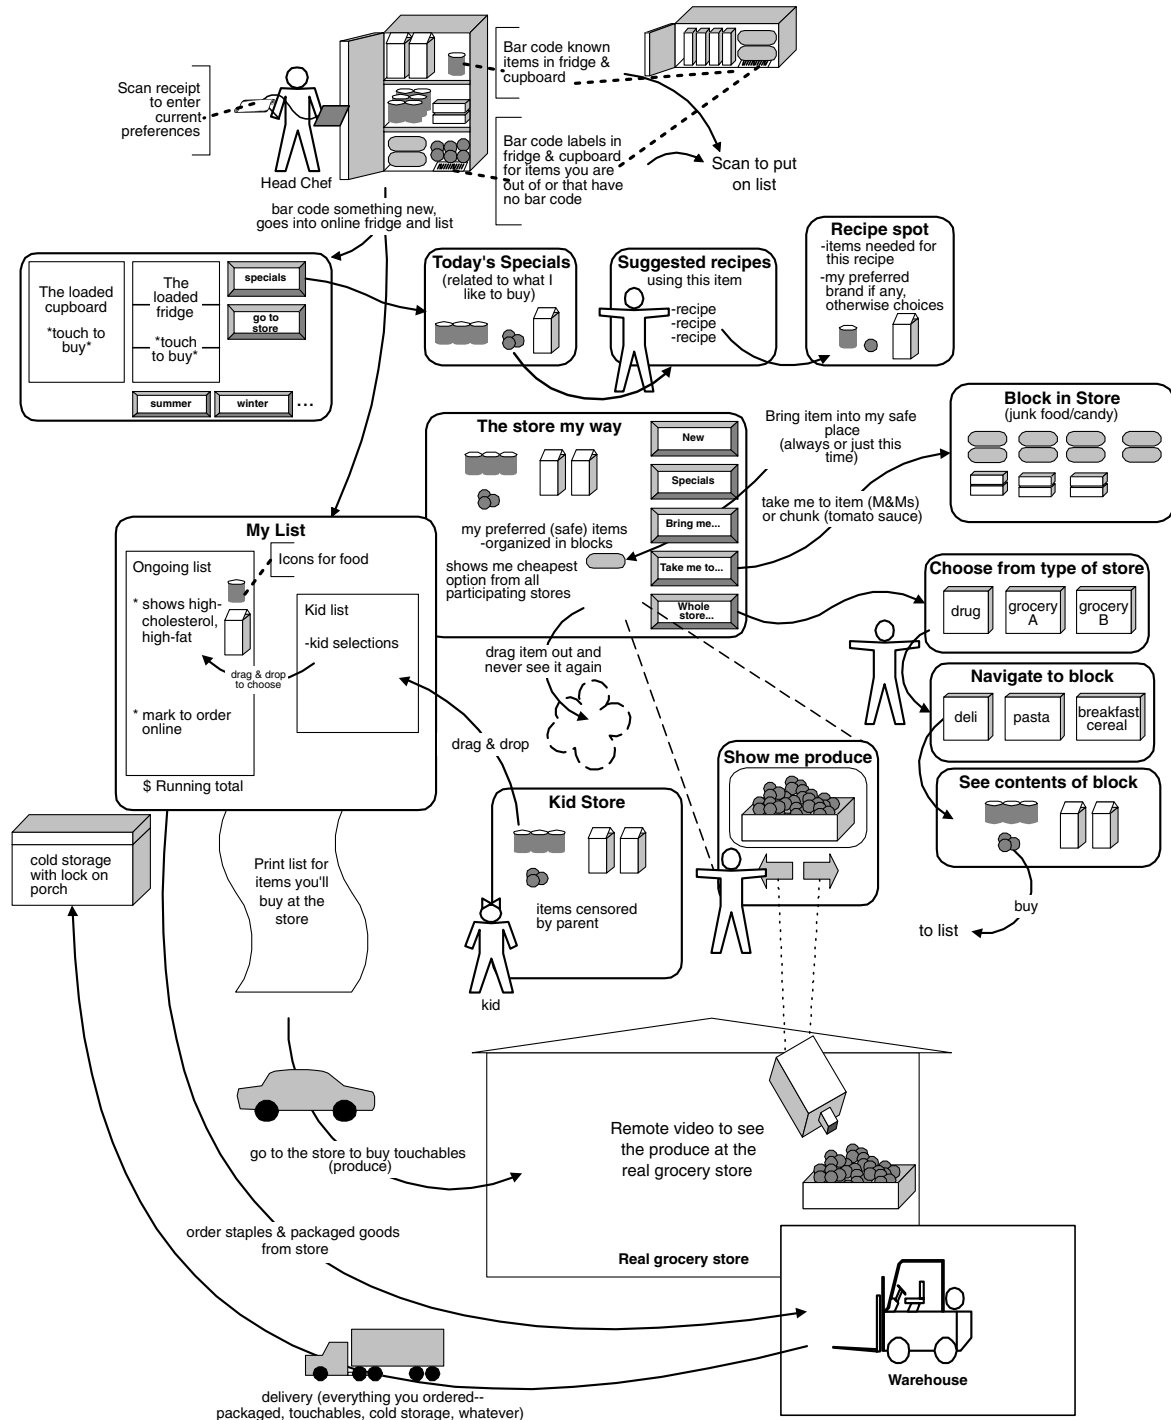 Scan receipt
to enter
current
preferences
Head Chef
Bar code known
items in fridge &
cupboard
Bar code labels in
fridge & cupboard
for items you are
out of or that have
no bar code
Scan to put
on list
bar code something new,
goes into online fridge and list
The loaded
cupboard
*touch to
buy*
The
loaded
fridge
*touch
to buy*
specials
go to
store
summer
winter
...
Today's Specials
(related to what I
like to buy)
Suggested recipes
using this item
-recipe
-recipe
-recipe
Recipe spot
-items needed for
this recipe
-my preferred
brand if any,
otherwise choices
The store my way
my preferred (safe) items
-organized in blocks
shows me cheapest
option from all
participating stores
New
Specials
Bring me...
Take me to...
Whole
store...
Bring item into my safe
place
(always or just this
time)
take me to item (M&Ms)
or chunk (tomato sauce)
Block in Store
(junk food/candy)
My List
Ongoing list
* shows high-
cholesterol,
high-fat
* mark to order
online
$ Running total
Icons for food
Kid list
-kid selections
drag & drop
to choose
drag item out and
never see it again
drag & drop
Choose from type of store
drug
grocery
A
grocery
B
Navigate to block
deli
pasta
breakfast
cereal
See contents of block
buy
to list
Show me produce
Kid Store
items censored
by parent
kid
cold storage
with lock on
porch
Print list for
items you'll
buy at the
store
go to the store to buy touchables
(produce)
Remote video to see
the produce at the
real grocery store
Real grocery store
order staples & packaged goods
from store
Warehouse
delivery (everything you ordered--
packaged, touchables, cold storage, whatever)